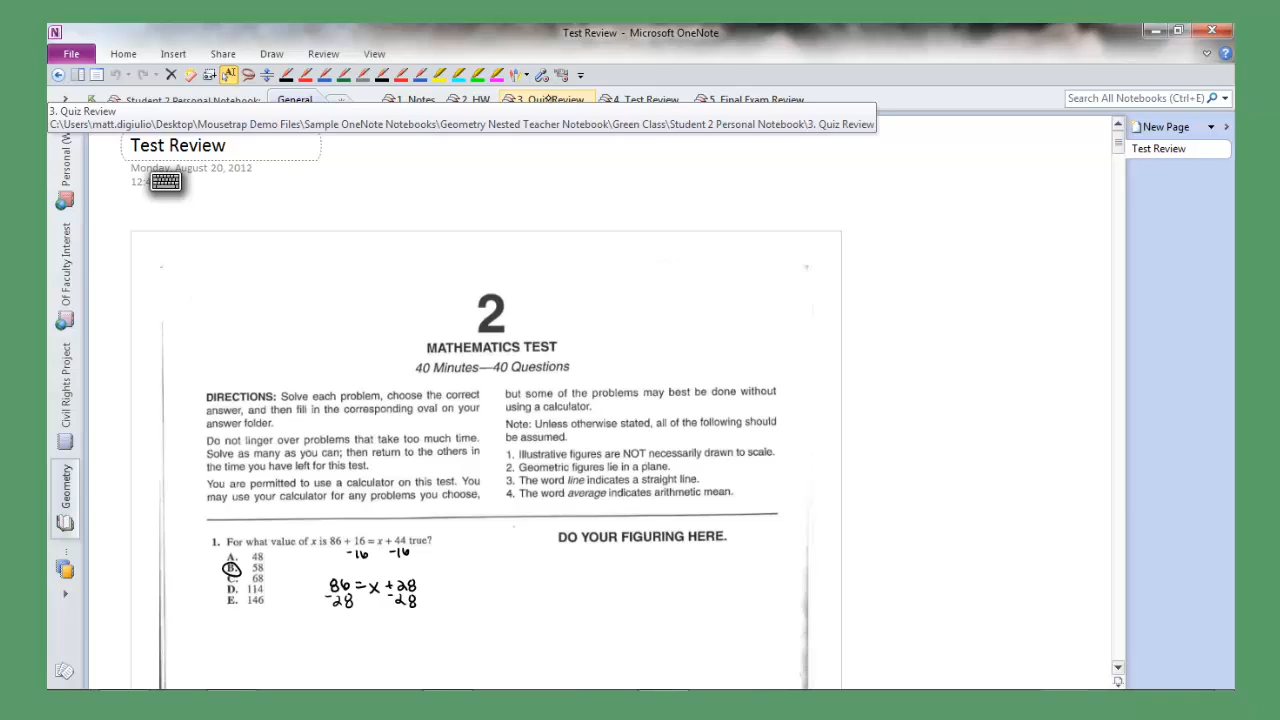 Test Review - Microsoft OneNote
File Home Insert Share Draw Review View
Student 2 Personal Notebook: General 1. Notes 2. HW 3. Quiz Review 4. Test Review 5. Final Exam Review
Search All Notebooks (Ctrl+E)
3. Quiz Review
C:\Users\matt.digiulio\Desktop\Mousetrap Demo Files\Sample OneNote Notebooks\Geometry Nested Teacher Notebook\Green Class\Student 2 Personal Notebook\3. Quiz Review
New Page
Test Review
Personal (W
Of Faculty Interest
Civil Rights Project
Geometry
Test Review
Monday, August 20, 2012
12:
2
MATHEMATICS TEST
40 Minutes—40 Questions
DIRECTIONS: Solve each problem, choose the correct
answer, and then fill in the corresponding oval on your
answer folder.
Do not linger over problems that take too much time.
Solve as many as you can; then return to the others in
the time you have left for this test.
You are permitted to use a calculator on this test. You
may use your calculator for any problems you choose,
but some of the problems may best be done without
using a calculator.
Note: Unless otherwise stated, all of the following should
be assumed.
1. Illustrative figures are NOT necessarily drawn to scale.
2. Geometric figures lie in a plane.
3. The word line indicates a straight line.
4. The word average indicates arithmetic mean.
1. For what value of x is 86 + 16 = x + 44 true?
-16 -16
A. 48
B. 58
C. 68
D. 114
E. 146
86 = x + 28
-28 -28
DO YOUR FIGURING HERE.